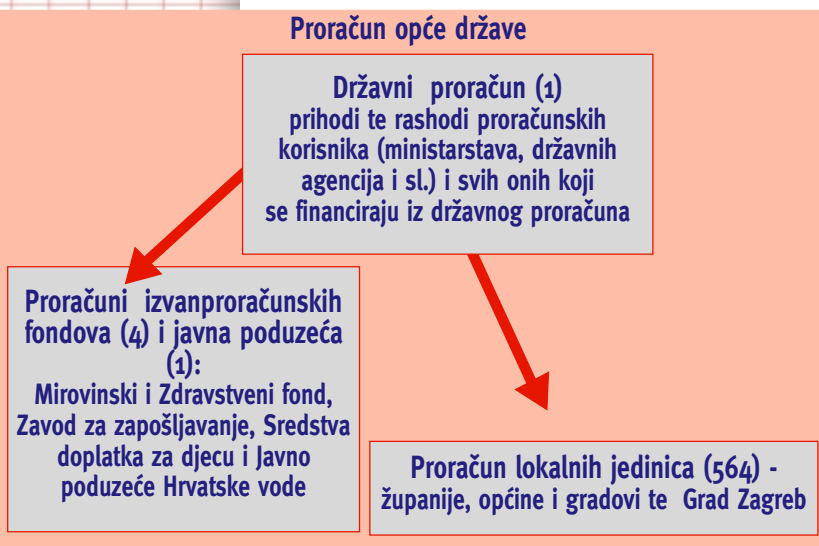 Proračun opće države
Državni proračun (1)
prihodi te rashodi proračunskih
korisnika (ministarstava, državnih
agencija i sl.) i svih onih koji
se financiraju iz državnog proračuna
Proračuni izvanproračunskih
fondova (4) i javna poduzeća
(1):
Mirovinski i Zdravstveni fond,
Zavod za zapošljavanje, Sredstva
doplatka za djecu i Javno
poduzeće Hrvatske vode
Proračun lokalnih jedinica (564) -
županije, općine i gradovi te Grad Zagreb